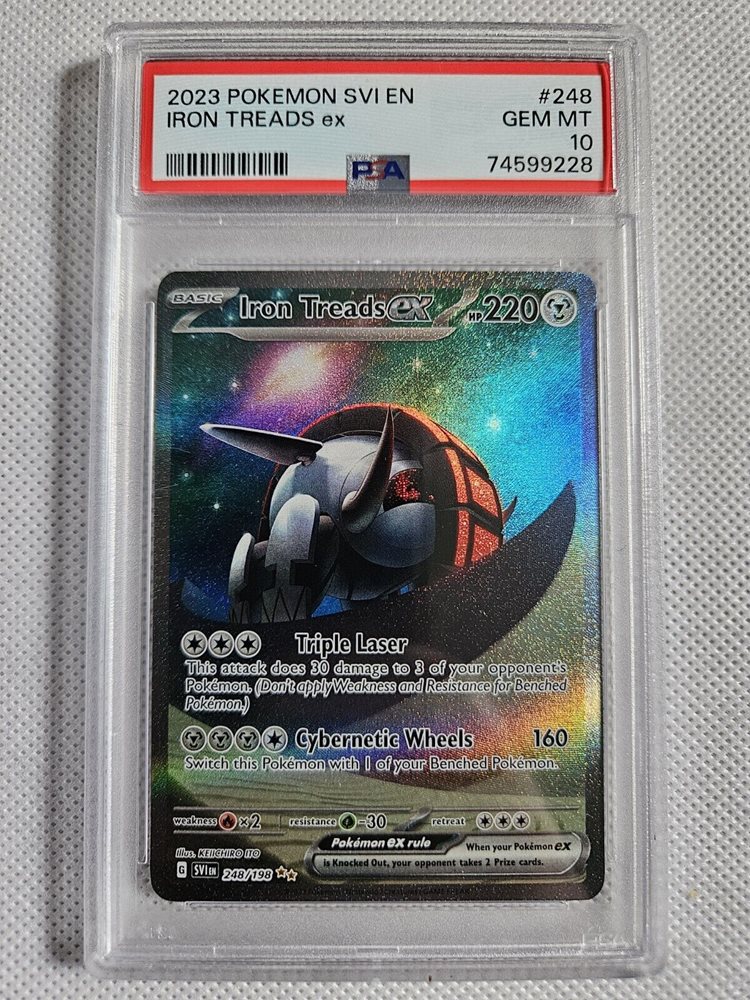 2023 POKEMON SVI EN #248
IRON TREADS ex GEM MT
10
PSA 74599228
BASIC Iron Treads ex HP 220
Triple Laser
This attack does 30 damage to 3 of your opponent's
Pokémon. (Don't apply Weakness and Resistance for Benched
Pokémon.)
Cybernetic Wheels 160
Switch this Pokémon with 1 of your Benched Pokémon.
weakness ×2 resistance -30 retreat
Pokémon ex rule When your Pokémon ex
is Knocked Out, your opponent takes 2 Prize cards.
Illus. KEIICHIRO ITO
G SVI EN 248/198